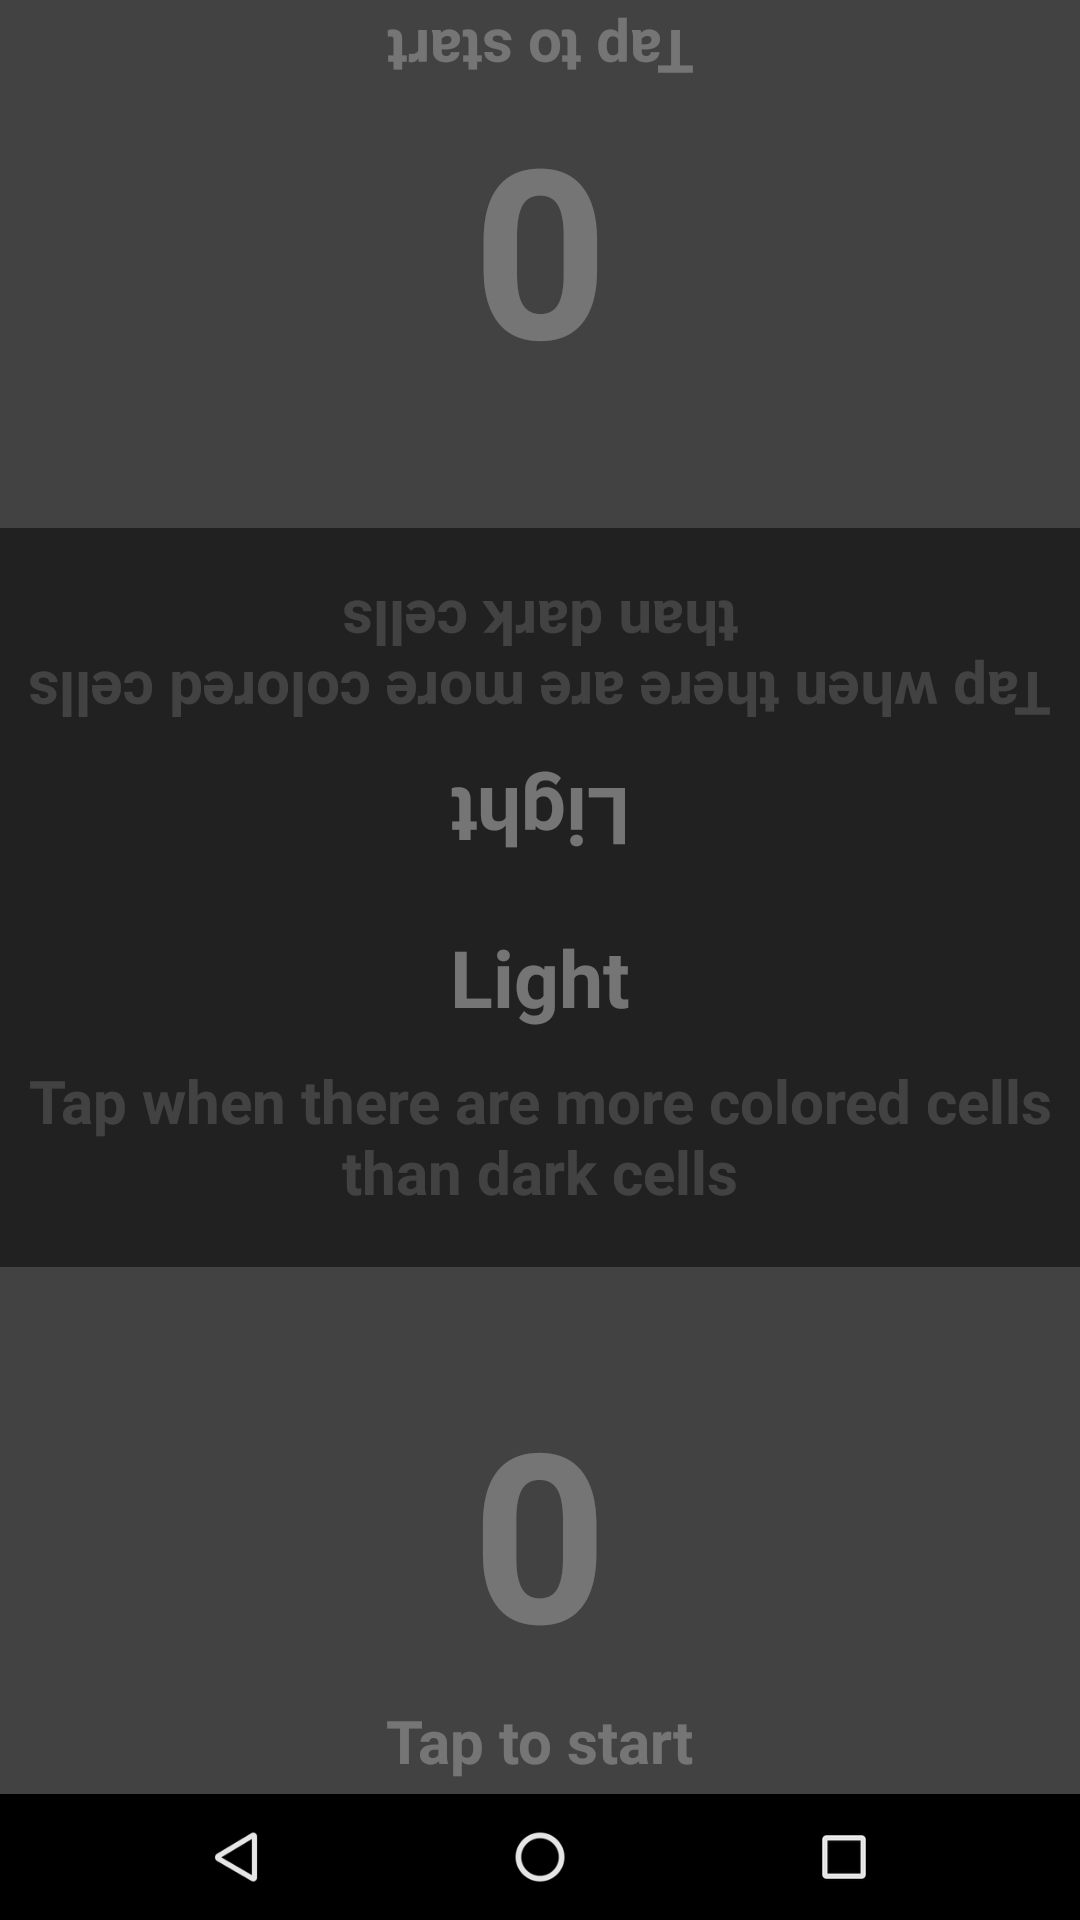 Tap to start
0
than dark cells
Tap when there are more colored cells
Light
Light
Tap when there are more colored cells
than dark cells
0
Tap to start